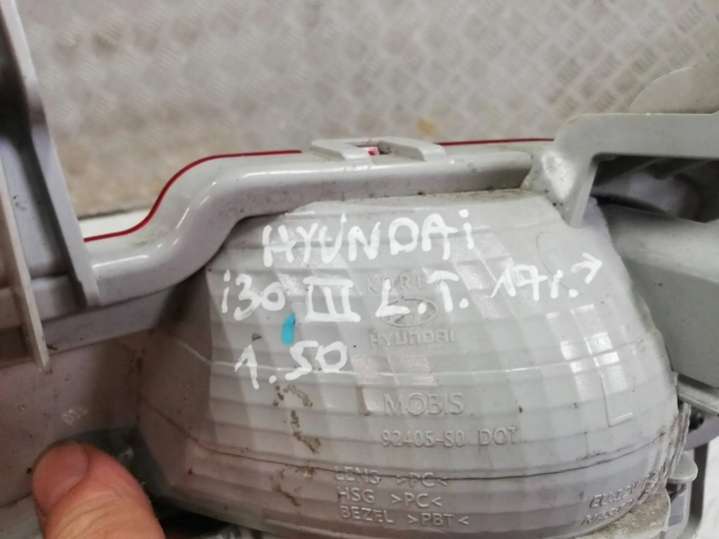 HYUNDAi
i30 III L.T. 17r.→
HYUNDAI
1.50
MOBIS
92405-S0 DOT
LENS >PC<
HSG >PC<
BEZEL >PBT<